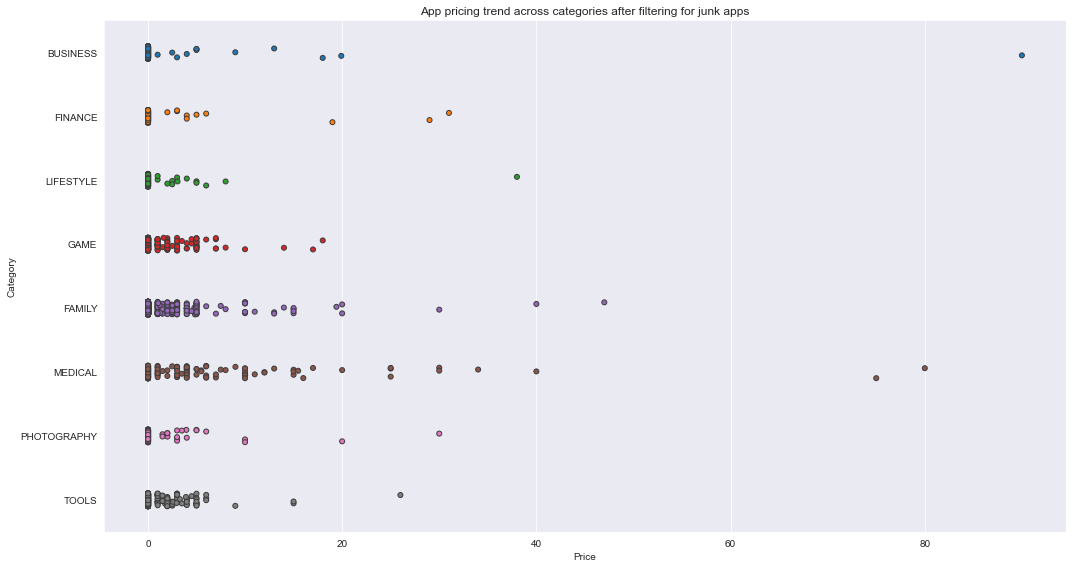 App pricing trend across categories after filtering for junk apps
Category
BUSINESS
FINANCE
LIFESTYLE
GAME
FAMILY
MEDICAL
PHOTOGRAPHY
TOOLS
0 20 40 60 80
Price